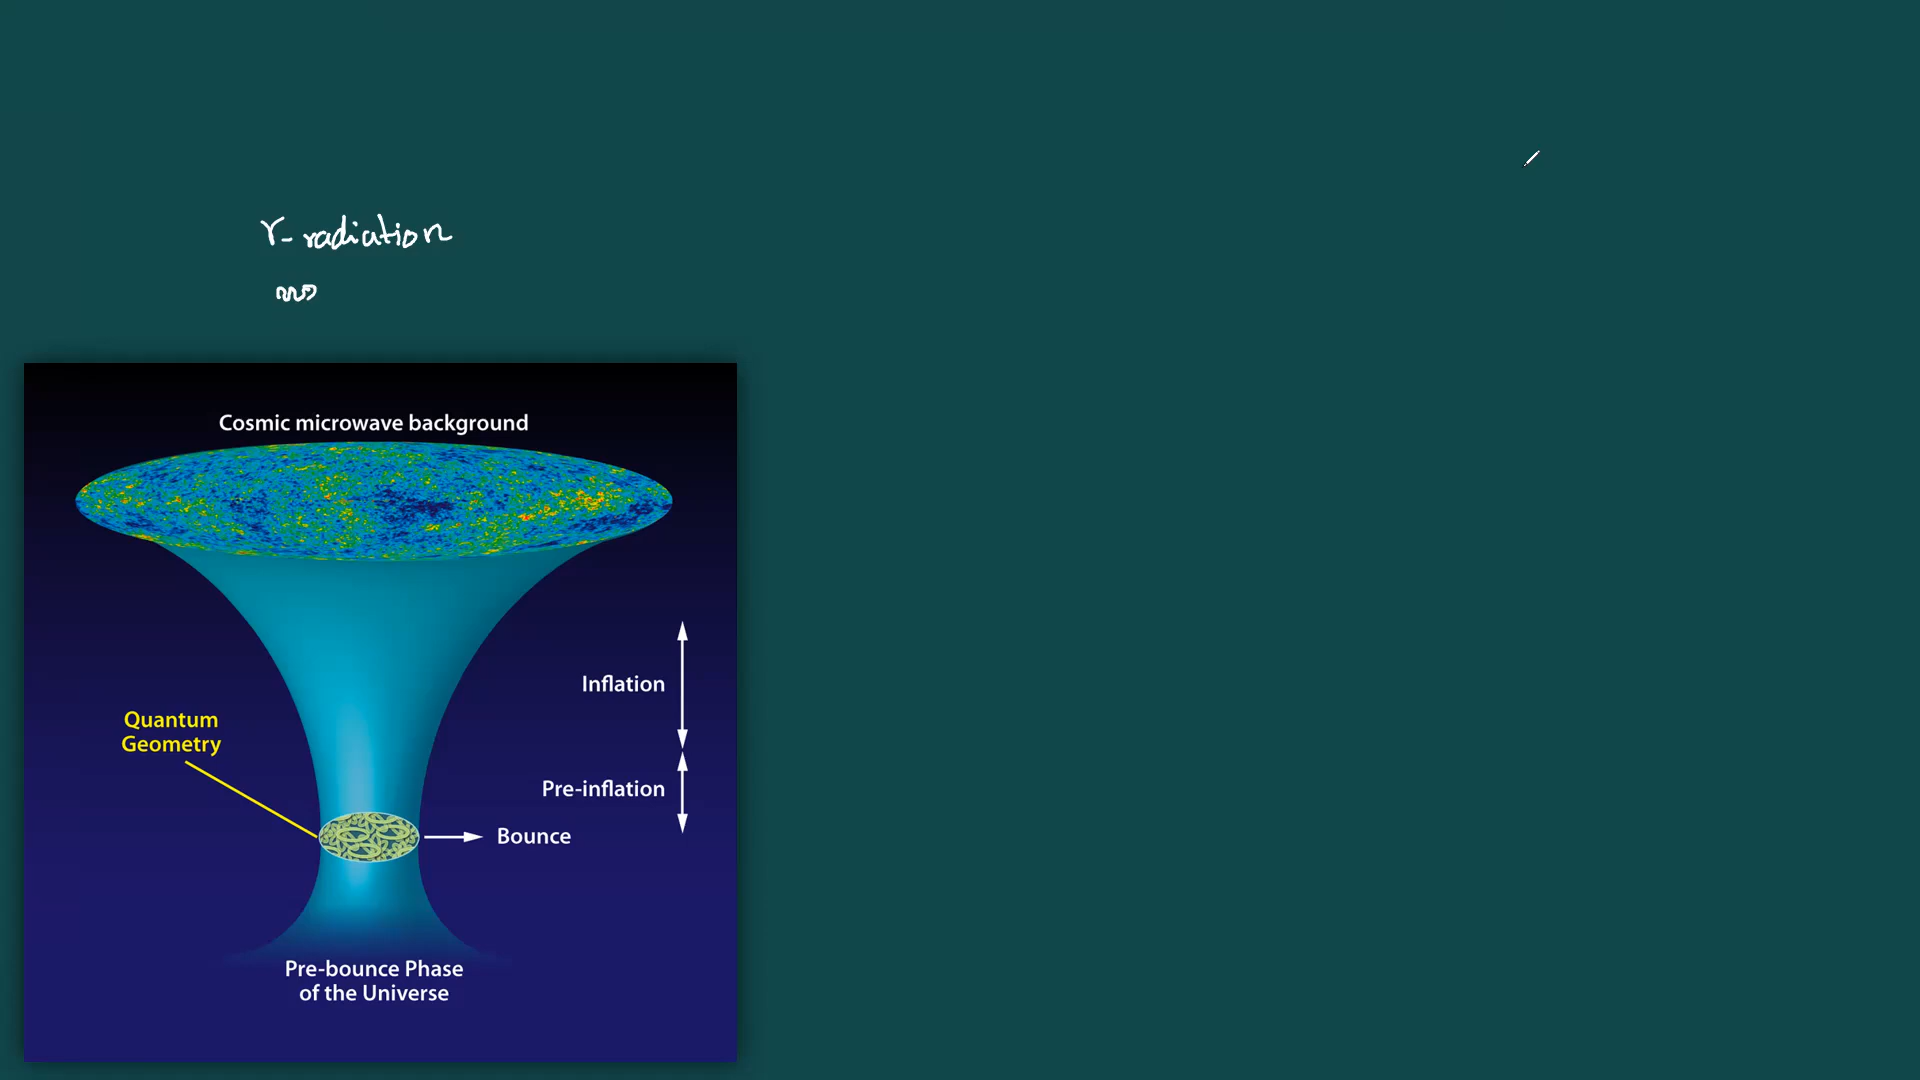 γ- radiation
Cosmic microwave background
Inflation
Quantum
Geometry
Pre-inflation
Bounce
Pre-bounce Phase
of the Universe